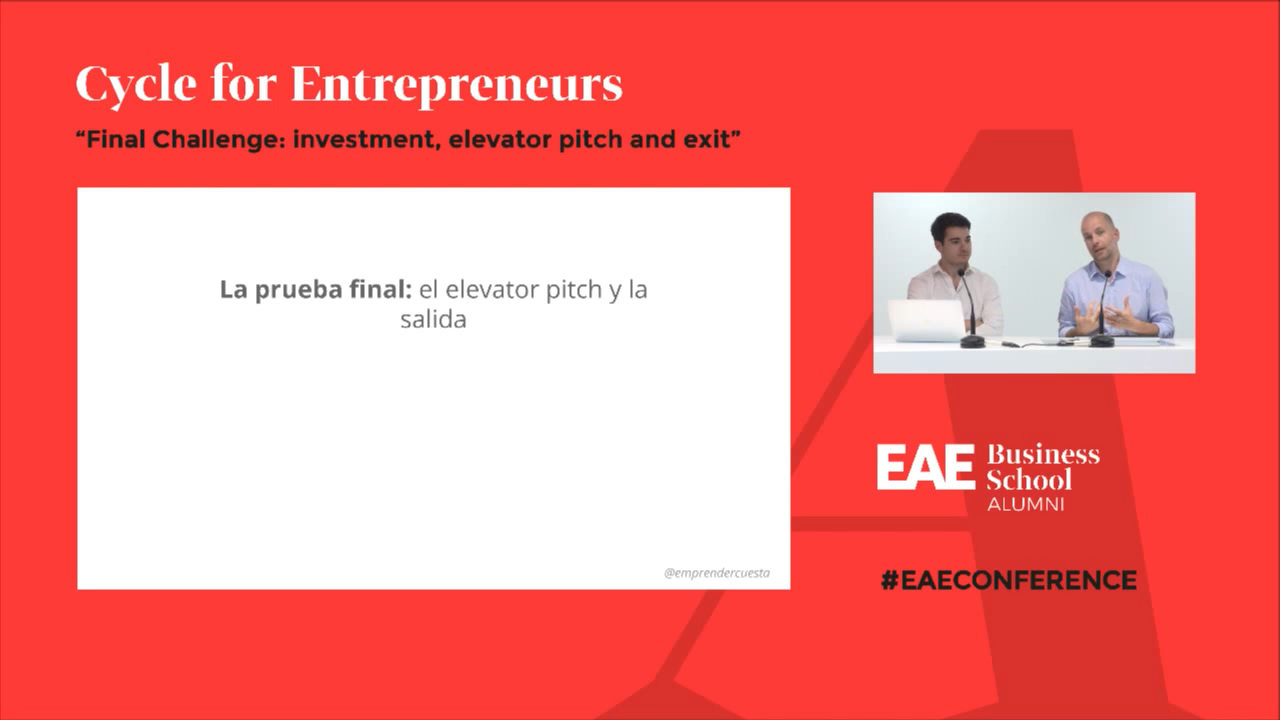 Cycle for Entrepreneurs
“Final Challenge: investment, elevator pitch and exit”
La prueba final: el elevator pitch y la
salida
@emprendercuesta
EAE Business
School
ALUMNI
#EAECONFERENCE